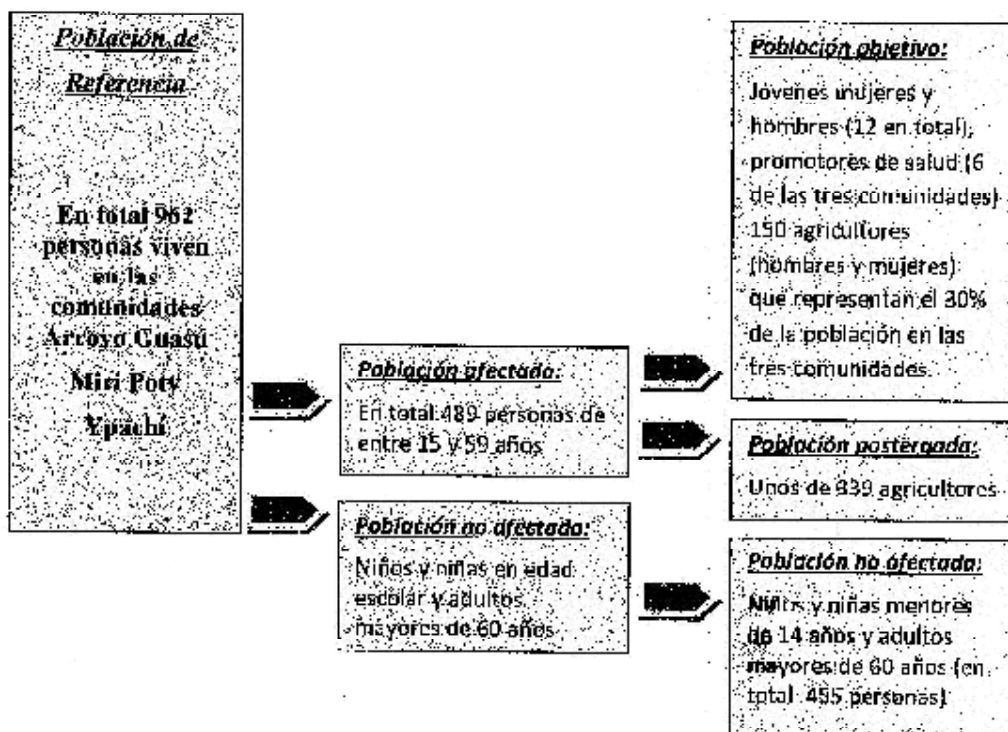 Población de
Referencia
En total 962
personas viven
en las
comunidades
Arroyo Guasú
Miri Poty
Ypachí
Población afectada:
En total 489 personas de
entre 15 y 59 años
Población no afectada:
Niños y niñas en edad
escolar y adultos
mayores de 60 años
Población objetivo:
Jóvenes mujeres y
hombres (12 en total),
promotores de salud (6
de las tres comunidades)
150 agricultores
(hombres y mujeres)
que representan el 30%
de la población en las
tres comunidades.
Población postergada:
Unos de 339 agricultores
Población no afectada:
Niños y niñas menores
de 14 años y adultos
mayores de 60 años (en
total 455 personas)